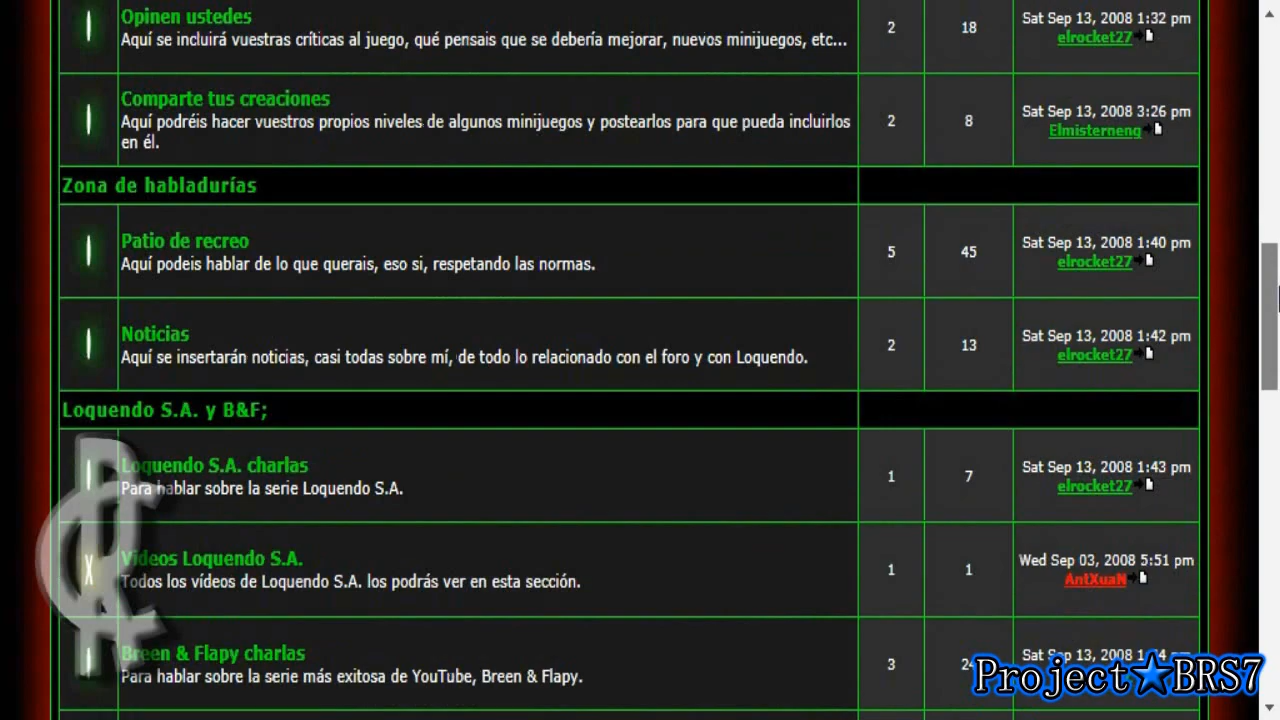 Opinen ustedes
Aquí se incluirá vuestras críticas al juego, qué pensais que se debería mejorar, nuevos minijuegos, etc...
2
18
Sat Sep 13, 2008 1:32 pm
elrocket27
Comparte tus creaciones
Aquí podréis hacer vuestros propios niveles de algunos minijuegos y postearlos para que pueda incluirlos
en él.
2
8
Sat Sep 13, 2008 3:26 pm
Elmisterneng
Zona de habladurías
Patio de recreo
Aquí podeis hablar de lo que querais, eso si, respetando las normas.
5
45
Sat Sep 13, 2008 1:40 pm
elrocket27
Noticias
Aquí se insertarán noticias, casi todas sobre mí, de todo lo relacionado con el foro y con Loquendo.
2
13
Sat Sep 13, 2008 1:42 pm
elrocket27
Loquendo S.A. y B&F;
Loquendo S.A. charlas
Para hablar sobre la serie Loquendo S.A.
1
7
Sat Sep 13, 2008 1:43 pm
elrocket27
Vídeos Loquendo S.A.
Todos los vídeos de Loquendo S.A. los podrás ver en esta sección.
1
1
Wed Sep 03, 2008 5:51 pm
AntXuaN
Breen & Flapy charlas
Para hablar sobre la serie más exitosa de YouTube, Breen & Flapy.
3
Sat Sep 13, 2008 pm
Project★BRS7